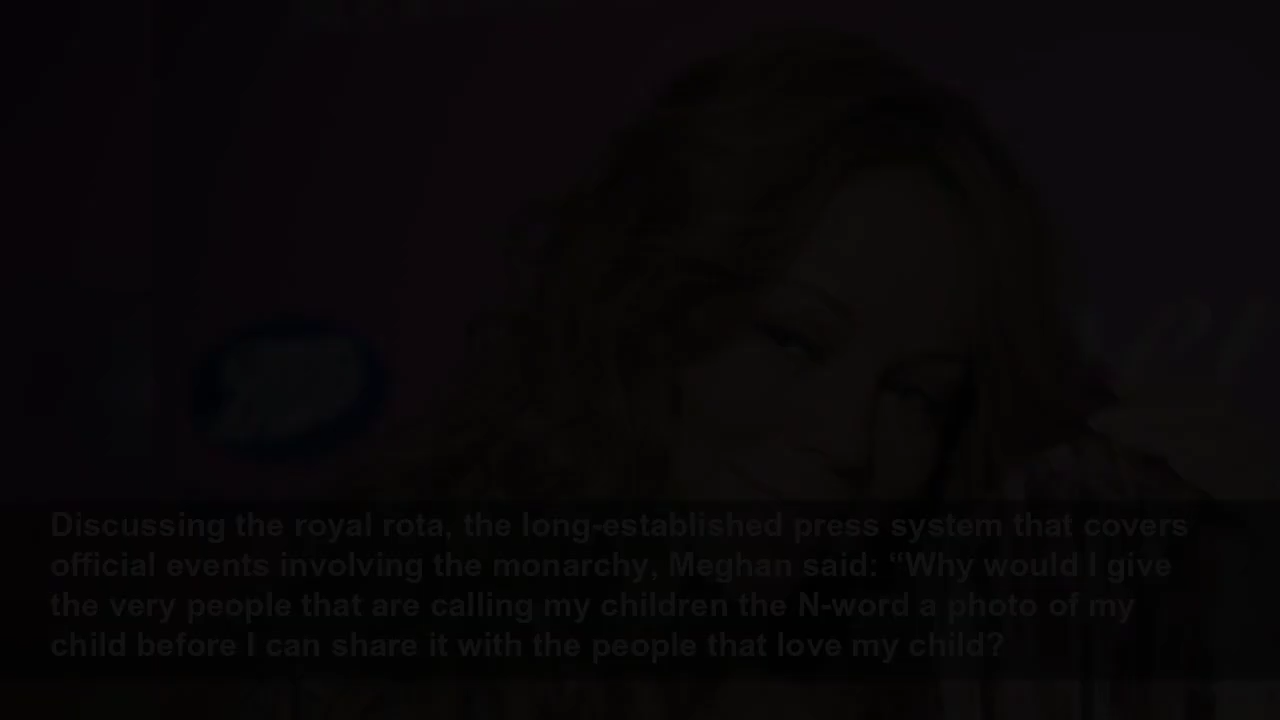 Discussing the royal rota, the long-established press system that covers
official events involving the monarchy, Meghan said: “Why would I give
the very people that are calling my children the N-word a photo of my
child before I can share it with the people that love my child?